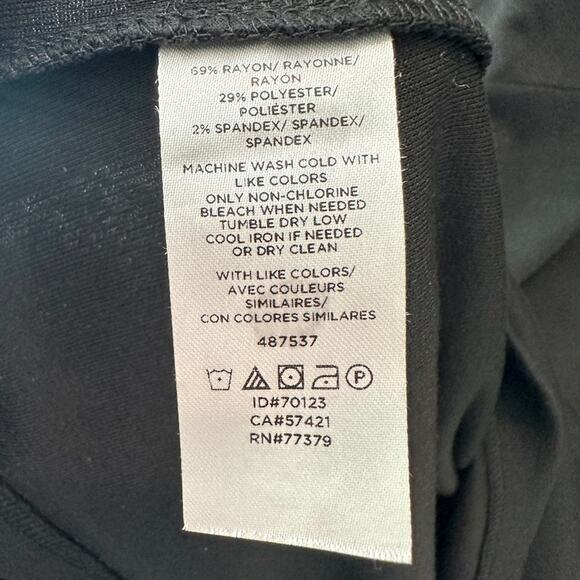 69% RAYON/ RAYONNE/
RAYON
29% POLYESTER/
POLIÉSTER
2% SPANDEX/ SPANDEX/
SPANDEX
MACHINE WASH COLD WITH
LIKE COLORS
ONLY NON-CHLORINE
BLEACH WHEN NEEDED
TUMBLE DRY LOW
COOL IRON IF NEEDED
OR DRY CLEAN
WITH LIKE COLORS/
AVEC COULEURS
SIMILAIRES/
CON COLORES SIMILARES
487537
P
ID#70123
CA#57421
RN#77379